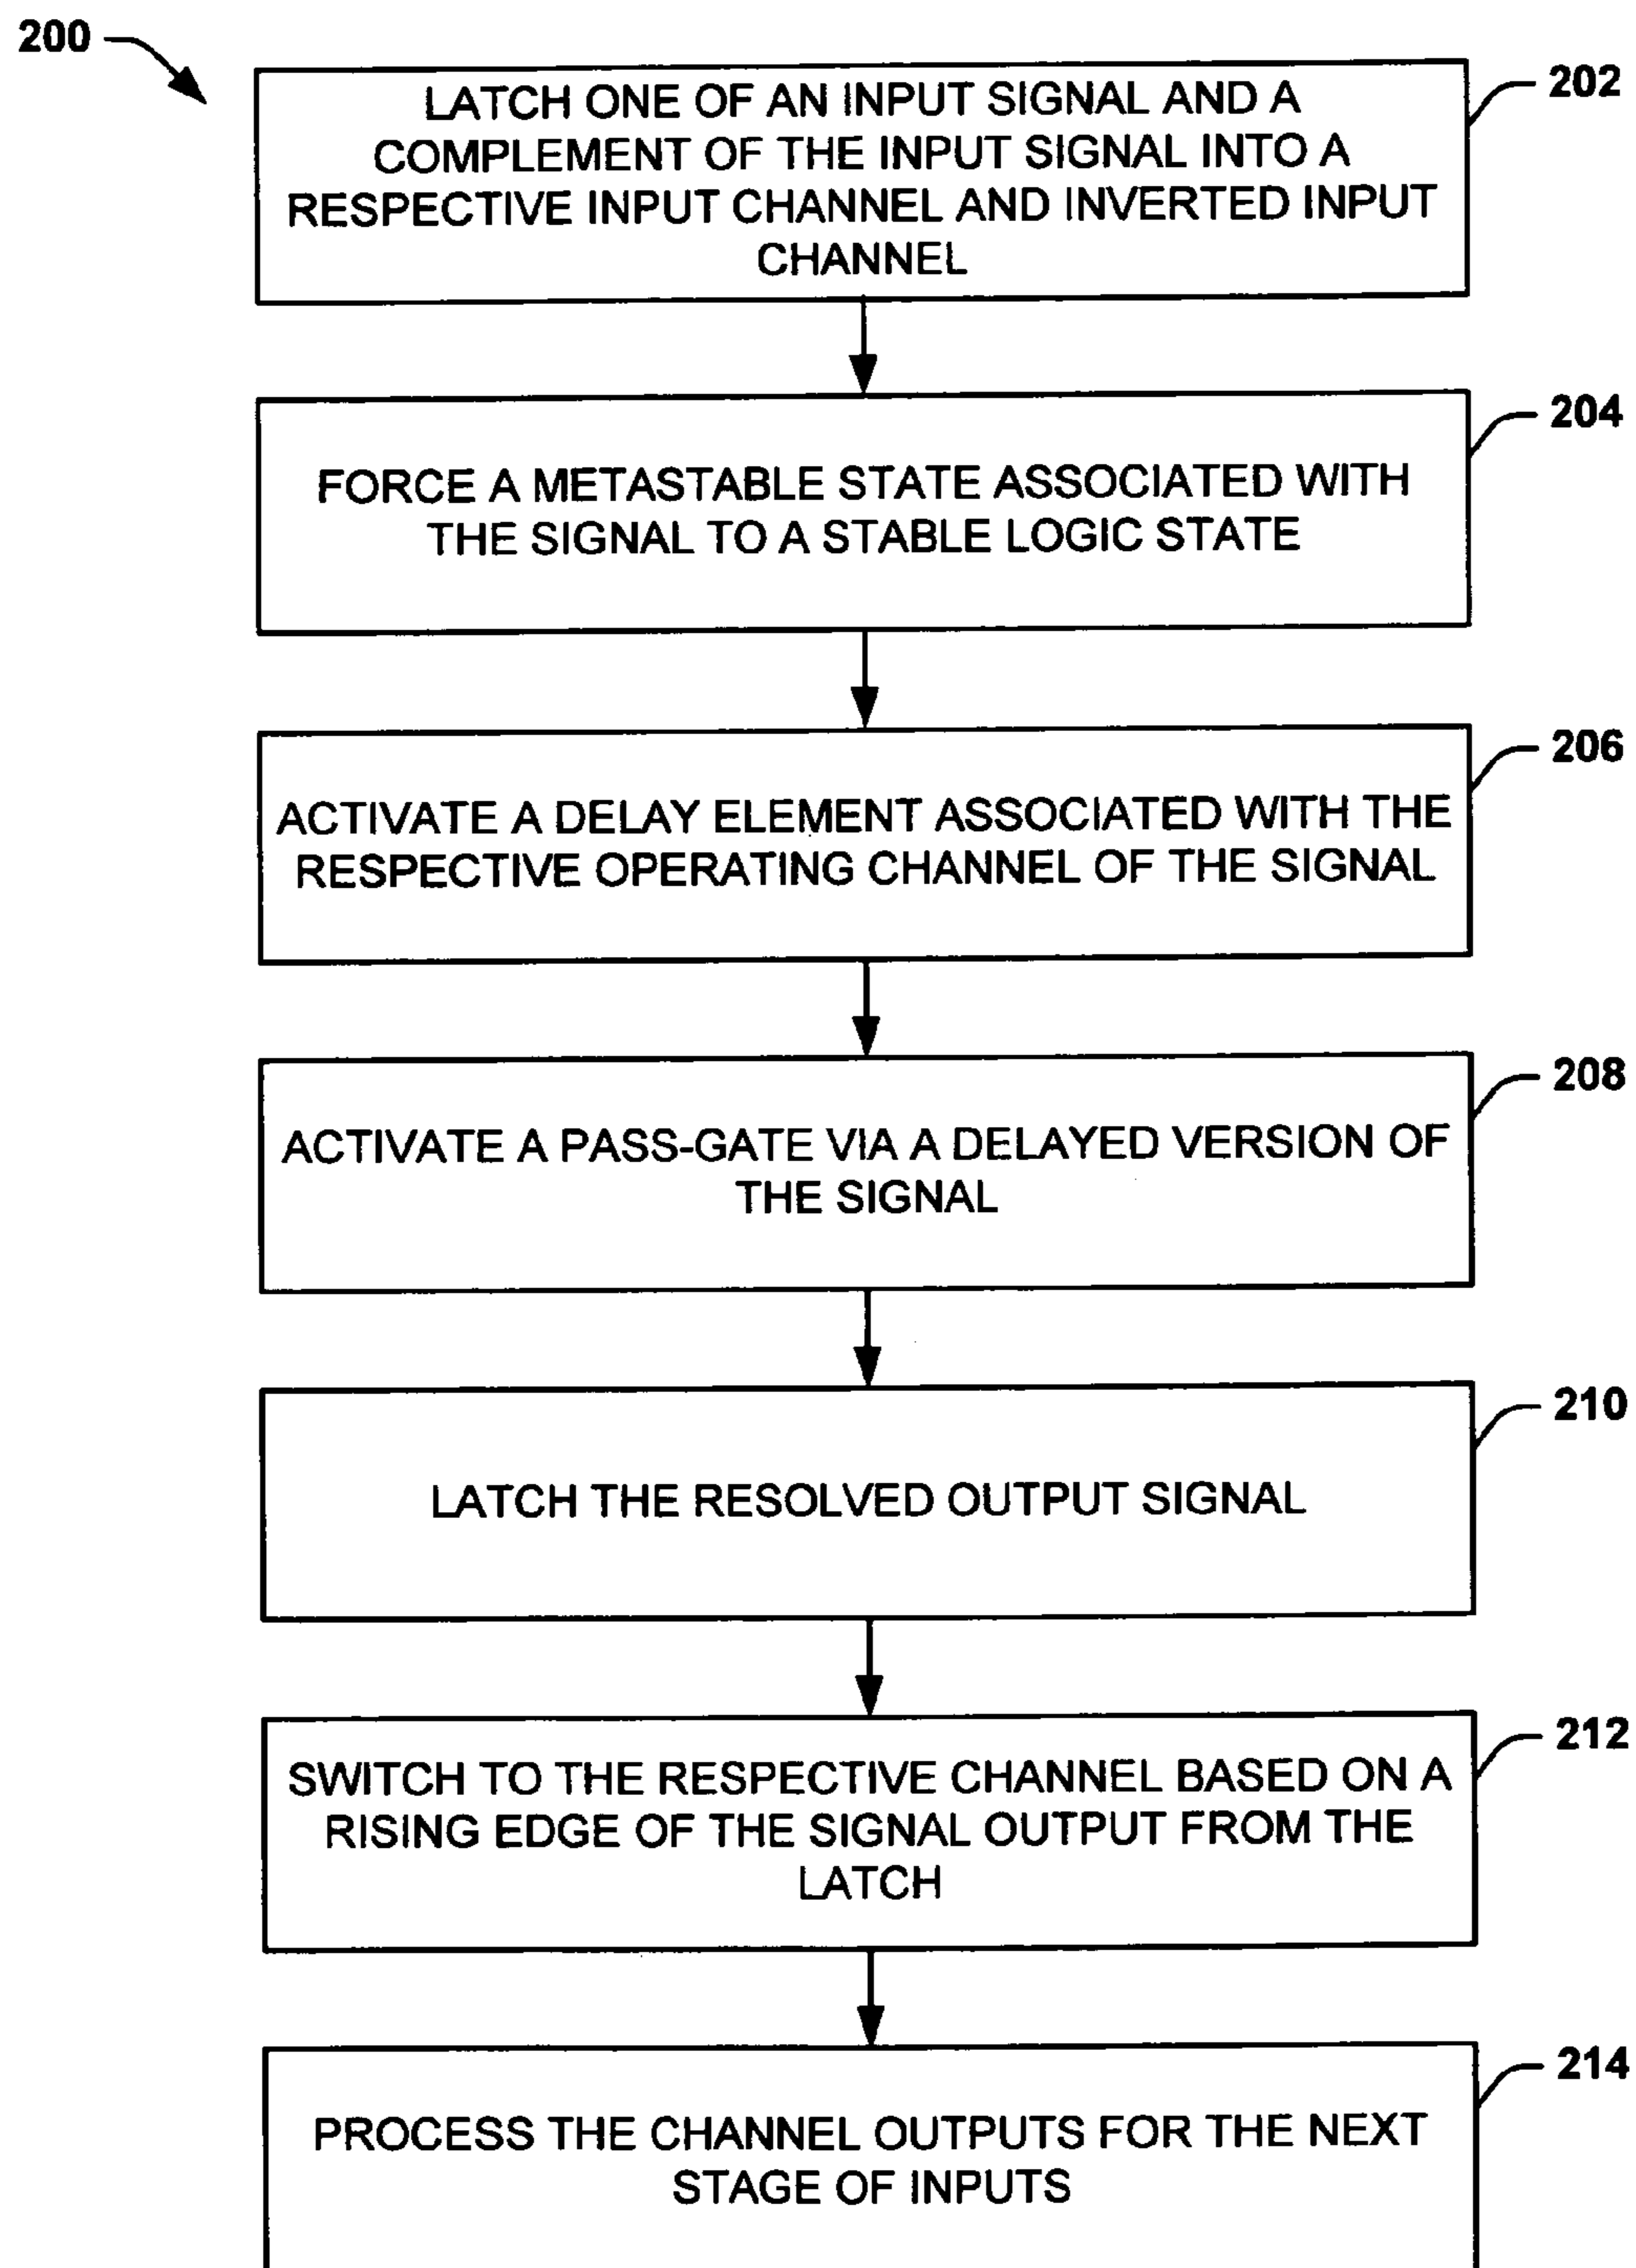 200
202
LATCH ONE OF AN INPUT SIGNAL AND A
COMPLEMENT OF THE INPUT SIGNAL INTO A
RESPECTIVE INPUT CHANNEL AND INVERTED INPUT
CHANNEL
204
FORCE A METASTABLE STATE ASSOCIATED WITH
THE SIGNAL TO A STABLE LOGIC STATE
206
ACTIVATE A DELAY ELEMENT ASSOCIATED WITH THE
RESPECTIVE OPERATING CHANNEL OF THE SIGNAL
208
ACTIVATE A PASS-GATE VIA A DELAYED VERSION OF
THE SIGNAL
210
LATCH THE RESOLVED OUTPUT SIGNAL
212
SWITCH TO THE RESPECTIVE CHANNEL BASED ON A
RISING EDGE OF THE SIGNAL OUTPUT FROM THE
LATCH
214
PROCESS THE CHANNEL OUTPUTS FOR THE NEXT
STAGE OF INPUTS